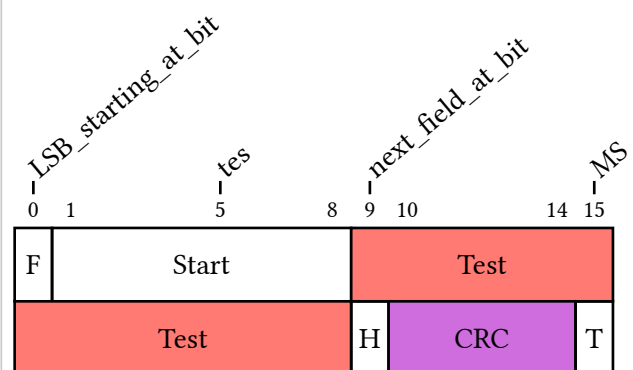 LSB_starting_at_bit
tes
next_field_at_bit
MS
0 1 5 8 9 10 14 15
F Start Test
Test H CRC T